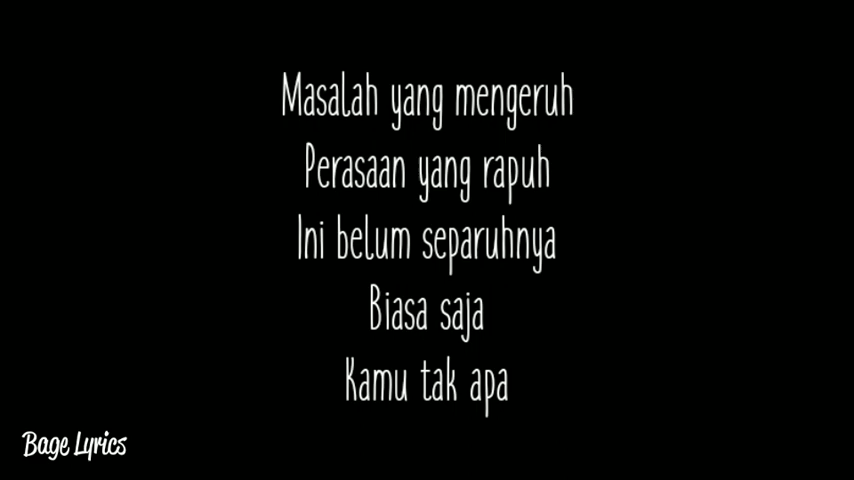 Masalah yang mengeruh
Perasaan yang rapuh
Ini belum separuhnya
Biasa saja
Kamu tak apa
Bage Lyrics